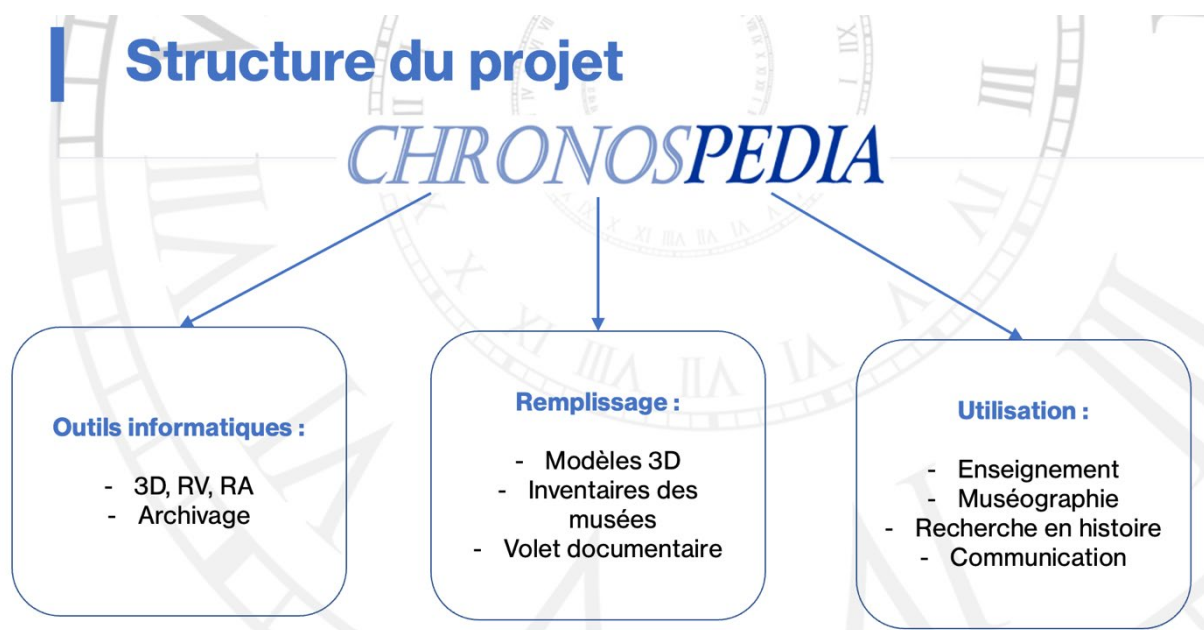 Structure du projet
CHRONOSPEDIA
Outils informatiques :
- 3D, RV, RA
- Archivage
Remplissage :
- Modèles 3D
- Inventaires des
musées
- Volet documentaire
Utilisation :
- Enseignement
- Muséographie
- Recherche en histoire
- Communication